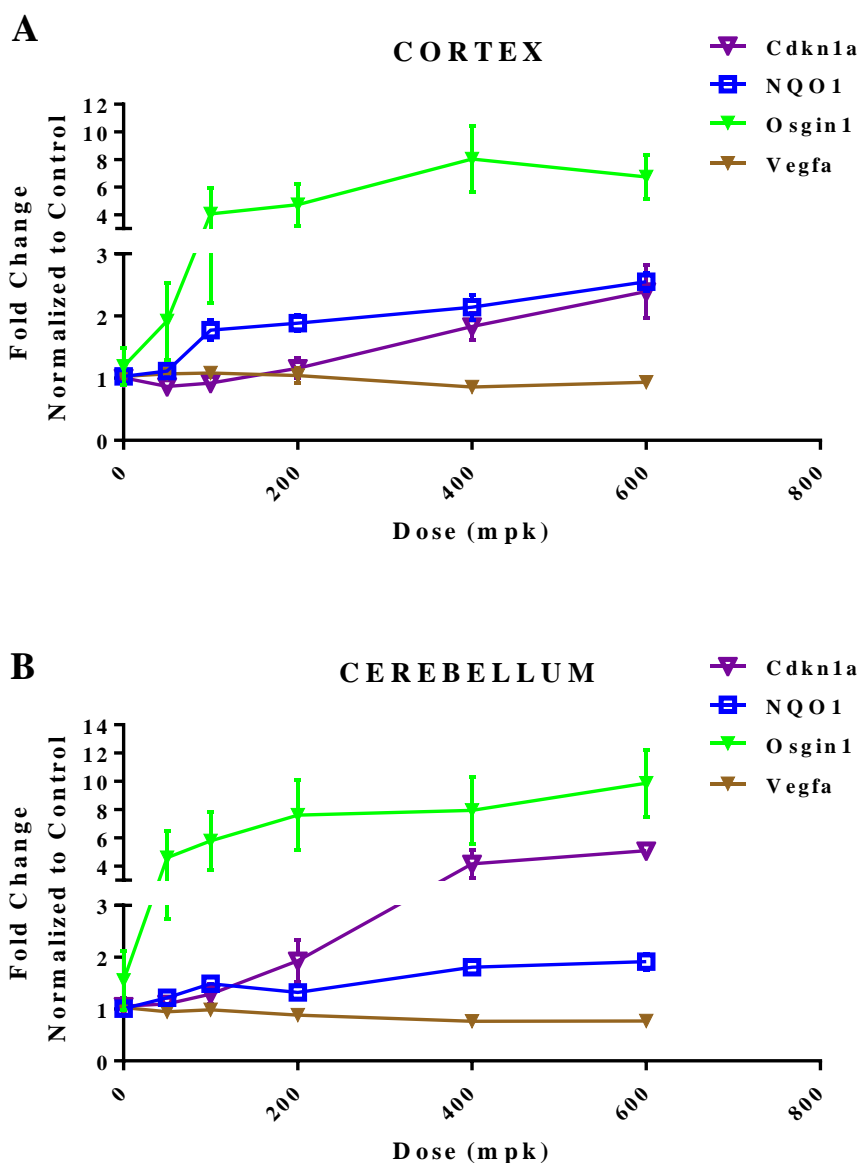 A
CORTEX
Cdkn1a
NQO1
Osgin1
Vegfa
Fold Change
Normalized to Control
12
10
8
6
4
3
2
1
0
0
200
400
600
800
Dose (mpk)
B
CEREBELLUM
Cdkn1a
NQO1
Osgin1
Vegfa
Fold Change
Normalized to Control
14
12
10
8
6
4
3
2
1
0
0
200
400
600
800
Dose (mpk)